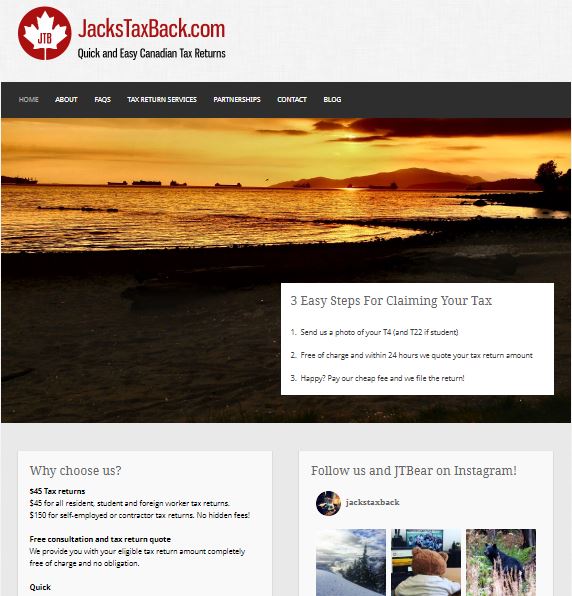 JTB
JacksTaxBack.com
Quick and Easy Canadian Tax Returns
HOME ABOUT FAQS TAX RETURN SERVICES PARTNERSHIPS CONTACT BLOG
3 Easy Steps For Claiming Your Tax
1. Send us a photo of your T4 (and T22 if student)
2. Free of charge and within 24 hours we quote your tax return amount
3. Happy? Pay our cheap fee and we file the return!
Why choose us?
$45 Tax returns
$45 for all resident, student and foreign worker tax returns.
$150 for self-employed or contractor tax returns. No hidden fees!
Free consultation and tax return quote
We provide you with your eligible tax return amount completely
free of charge and no obligation.
Quick
Follow us and JTBear on Instagram!
jackstaxback